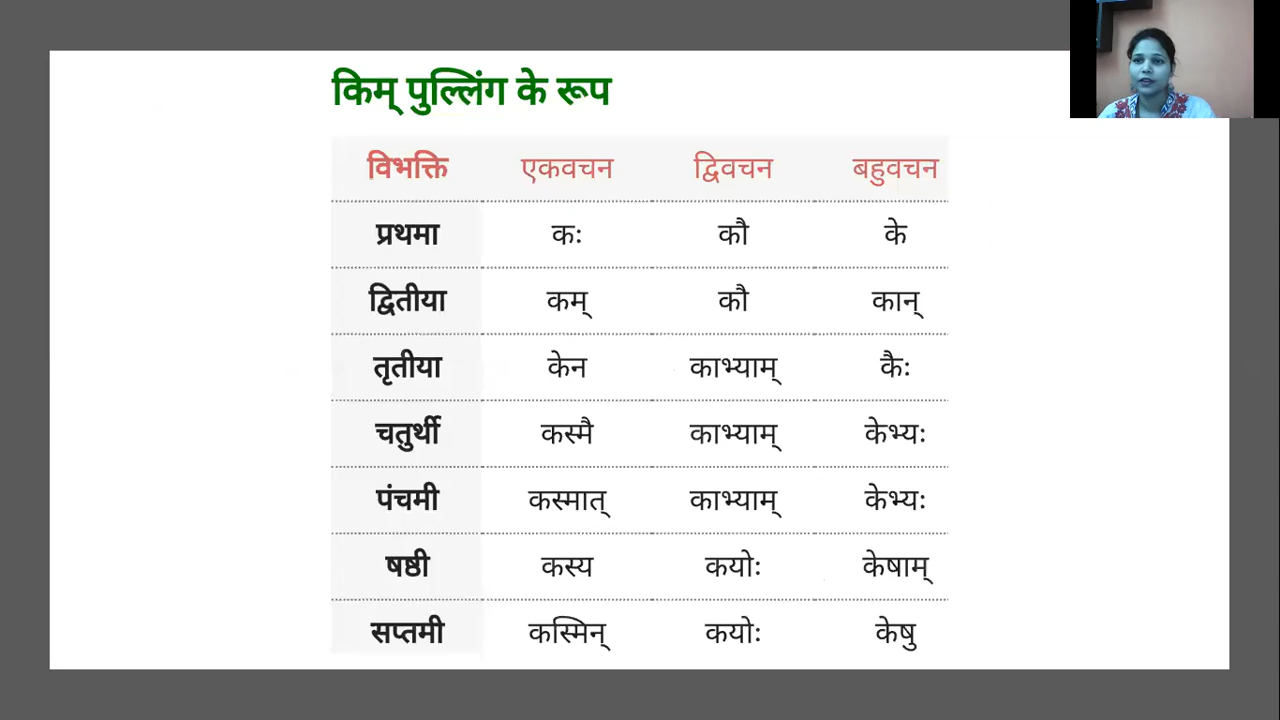 किम् पुल्लिंग के रूप
विभक्ति एकवचन द्विवचन बहुवचन
प्रथमा कः कौ के
द्वितीया कम् कौ कान्
तृतीया केन काभ्याम् कैः
चतुर्थी कस्मै काभ्याम् केभ्यः
पंचमी कस्मात् काभ्याम् केभ्यः
षष्ठी कस्य कयोः केषाम्
सप्तमी कस्मिन् कयोः केषु